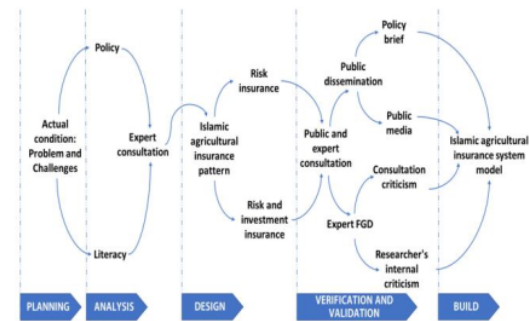 Policy
Actual
condition:
Problem and
Challenges
Literacy
Expert
consultation
Islamic
agricultural
insurance
pattern
Risk
insurance
Risk and
investment
insurance
Public and
expert
consultation
Public
dissemination
Expert FGD
Policy
brief
Public
media
Consultation
criticism
Researcher's
internal
criticism
Islamic agricultural
insurance system
model
PLANNING
ANALYSIS
DESIGN
VERIFICATION AND
VALIDATION
BUILD